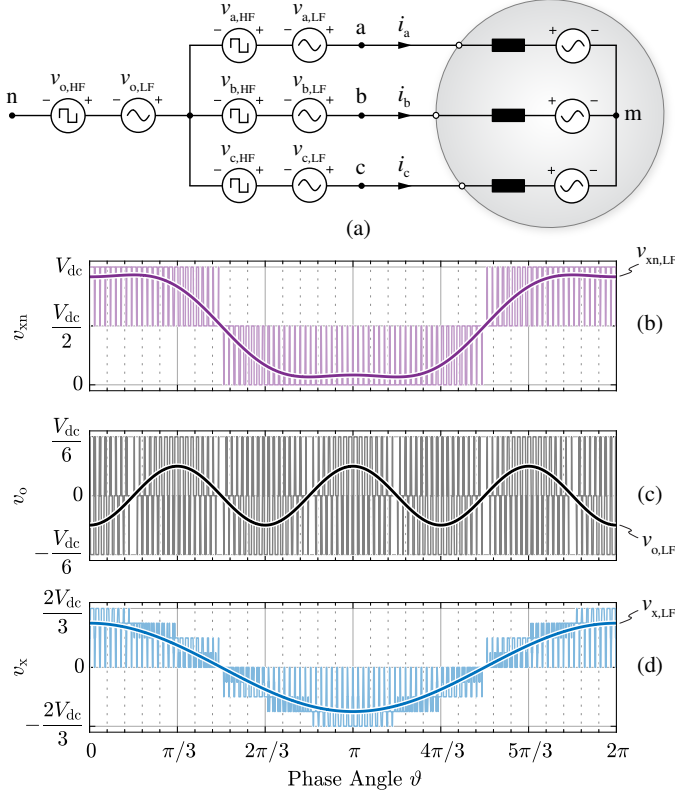 v_a,HF v_a,LF a i_a
n v_o,HF v_o,LF v_b,HF v_b,LF b i_b m
v_c,HF v_c,LF c i_c
(a)
V_dc v_xn,LF
v_xn V_dc/2 (b)
0
V_dc/6
v_o 0 (c)
−V_dc/6 v_o,LF
2V_dc/3 v_x,LF
v_x 0 (d)
−2V_dc/3
0 π/3 2π/3 π 4π/3 5π/3 2π
Phase Angle ϑ